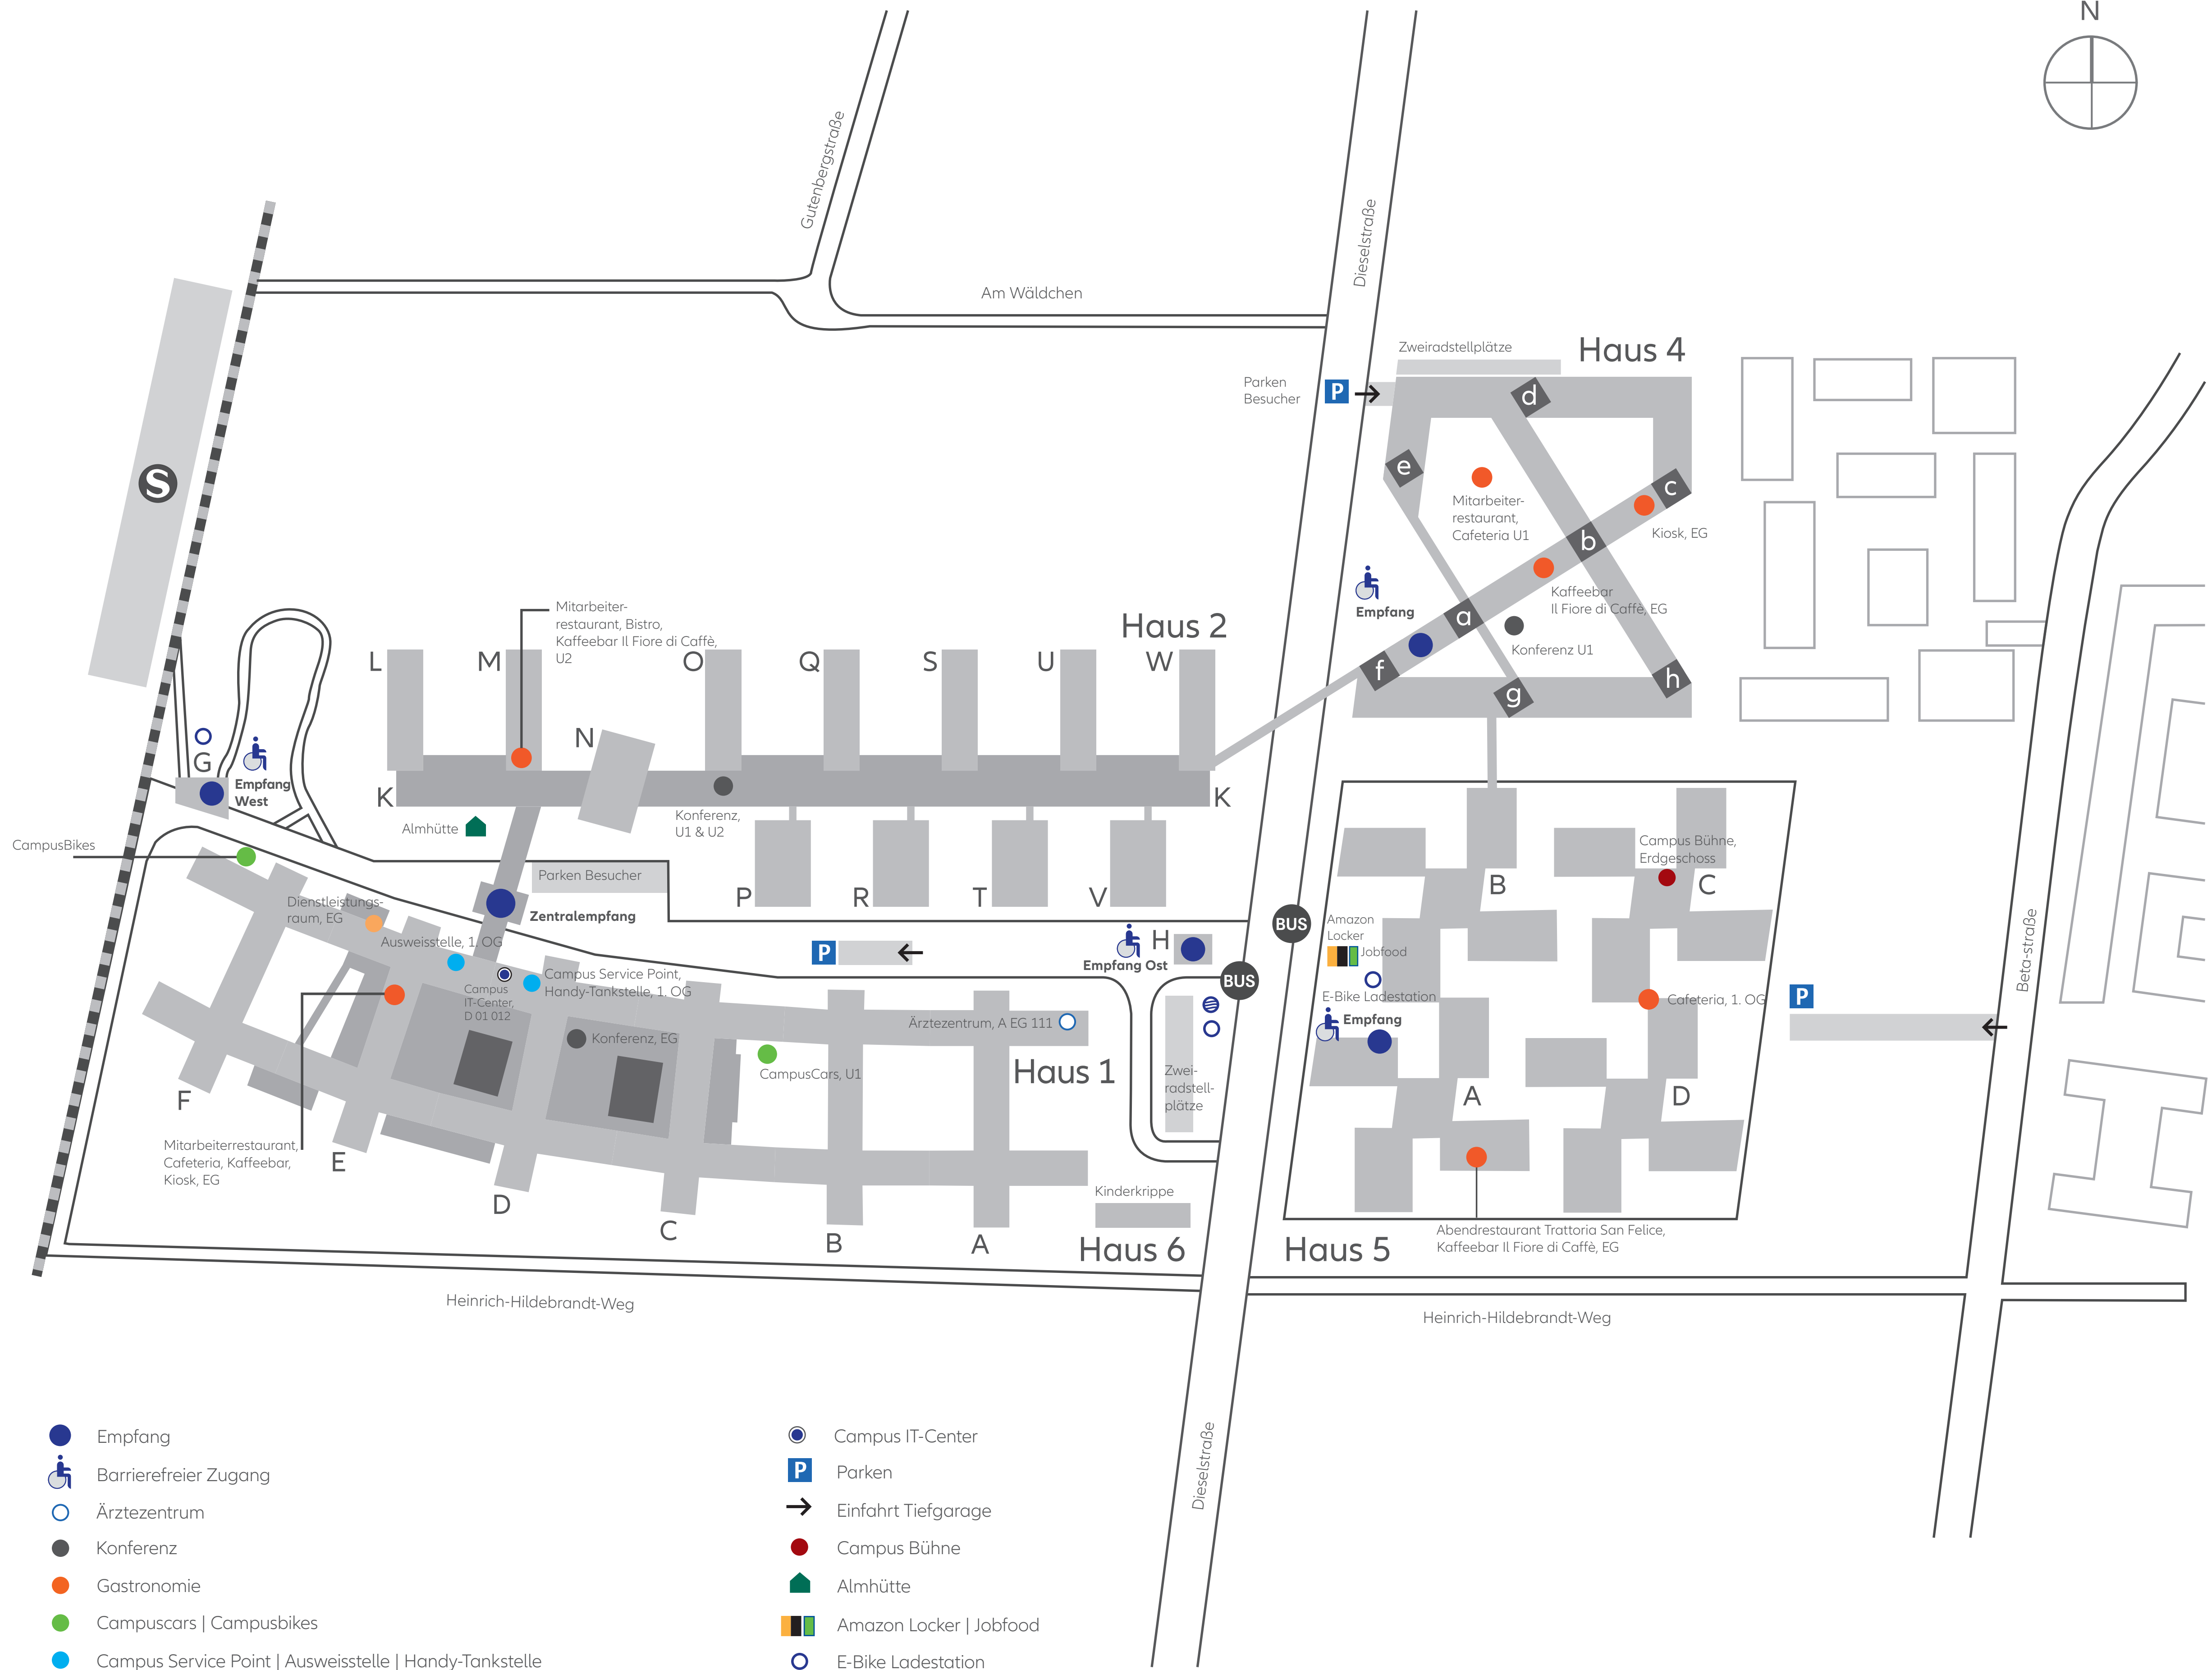 N
Gutenbergstraße
Dieselstraße
Am Wäldchen
Zweiradstellplätze
Haus 4
Parken
Besucher
P
d
e
c
S
Mitarbeiter-
restaurant,
Cafeteria U1
Kiosk, EG
b
Kaffeebar
Il Fiore di Caffè, EG
Empfang
a
Konferenz U1
f
g
h
Mitarbeiter-
restaurant, Bistro,
Kaffeebar Il Fiore di Caffè,
U2
Haus 2
L
M
O
Q
S
U
W
N
G
Empfang
West
K
K
Konferenz,
U1 & U2
Almhütte
CampusBikes
Parken Besucher
P
R
T
V
Zentralempfang
Dienstleistungs-
raum, EG
Ausweisstelle, 1. OG
Campus
IT-Center,
D 01 012
Campus Service Point,
Handy-Tankstelle, 1. OG
P
H
Empfang Ost
BUS
BUS
Amazon
Locker
Jobfood
E-Bike Ladestation
Empfang
B
Campus Bühne,
Erdgeschoss
C
Cafeteria, 1. OG
P
Beta-straße
Konferenz, EG
Ärztezentrum, A EG 111
CampusCars, U1
Haus 1
Zwei-
radstell-
plätze
A
D
F
Mitarbeiterrestaurant,
Cafeteria, Kaffeebar,
Kiosk, EG
E
D
C
B
A
Kinderkrippe
Haus 6
Haus 5
Abendrestaurant Trattoria San Felice,
Kaffeebar Il Fiore di Caffè, EG
Heinrich-Hildebrandt-Weg
Heinrich-Hildebrandt-Weg
Dieselstraße
Empfang
Barrierefreier Zugang
Ärztezentrum
Konferenz
Gastronomie
Campuscars | Campusbikes
Campus Service Point | Ausweisstelle | Handy-Tankstelle
Campus IT-Center
P
Parken
Einfahrt Tiefgarage
Campus Bühne
Almhütte
Amazon Locker | Jobfood
E-Bike Ladestation